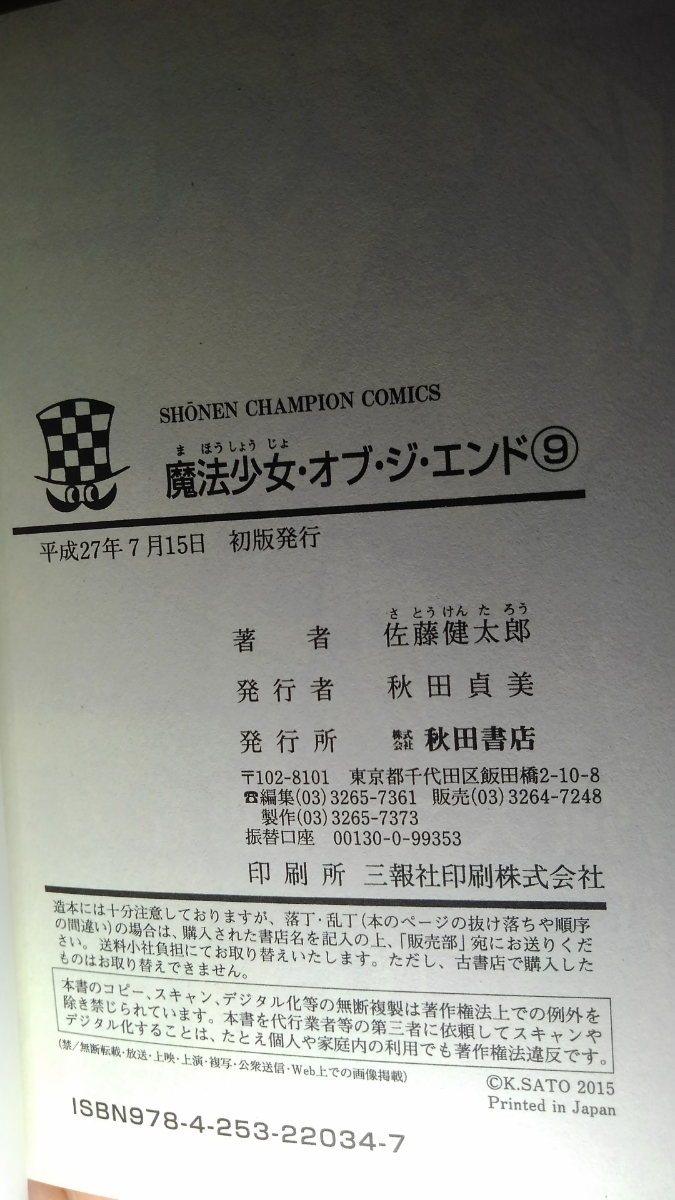 SHŌNEN CHAMPION COMICS
まほうしょうじょ
魔法少女・オブ・ジ・エンド⑨
平成27年7月15日 初版発行
さとうけんたろう
著者 佐藤健太郎
発行者 秋田貞美
発行所 株式会社 秋田書店
〒102-8101 東京都千代田区飯田橋2-10-8
☎編集(03)3265-7361 販売(03)3264-7248
製作(03)3265-7373
振替口座 00130-0-99353
印刷所 三報社印刷株式会社
造本には十分注意しておりますが、落丁・乱丁(本のページの抜け落ちや順序
の間違い)の場合は、購入された書店名を記入の上、「販売部」宛にお送りくだ
さい。送料小社負担にてお取り替えいたします。ただし、古書店で購入した
ものはお取り替えできません。
本書のコピー、スキャン、デジタル化等の無断複製は著作権法上での例外を
除き禁じられています。本書を代行業者等の第三者に依頼してスキャンや
デジタル化することは、たとえ個人や家庭内の利用でも著作権法違反です。
(禁/無断転載・放送・上映・上演・複写・公衆送信・Web上での画像掲載)
©K.SATO 2015
Printed in Japan
ISBN978-4-253-22034-7